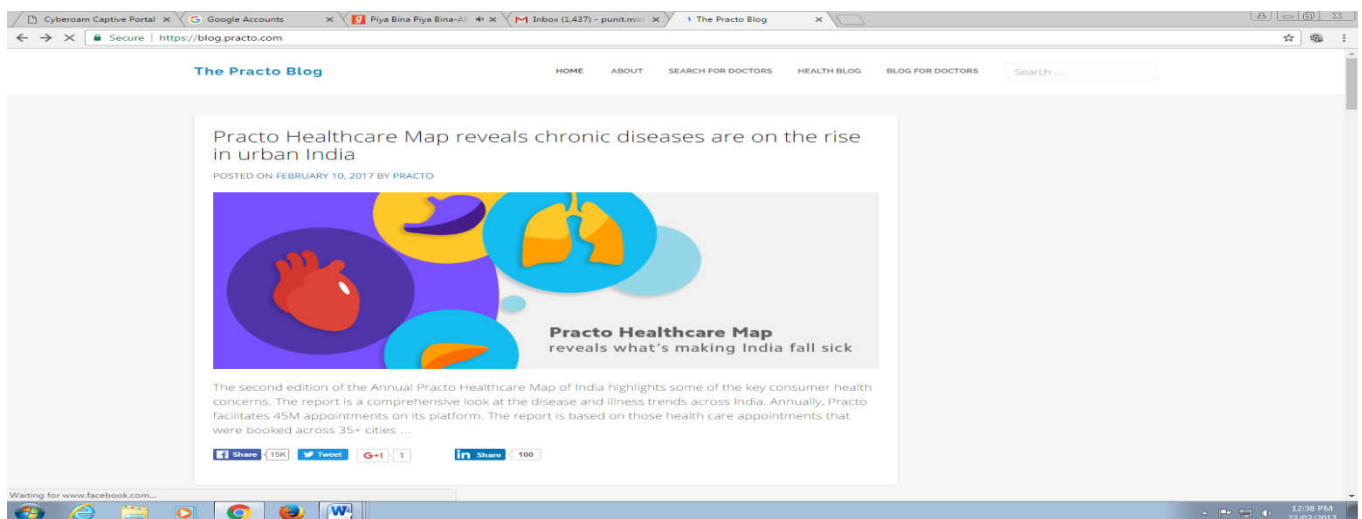 Cyberoam Captive Portal
Google Accounts
Piya Bina Piya Bina-Al
Inbox (1,437) - punit.mis
The Practo Blog
Secure | https://blog.practo.com
The Practo Blog
HOME ABOUT SEARCH FOR DOCTORS HEALTH BLOG BLOG FOR DOCTORS Search ...
Practo Healthcare Map reveals chronic diseases are on the rise
in urban India
POSTED ON FEBRUARY 10, 2017 BY PRACTO
Practo Healthcare Map
reveals what's making India fall sick
The second edition of the Annual Practo Healthcare Map of India highlights some of the key consumer health
concerns. The report is a comprehensive look at the disease and illness trends across India. Annually, Practo
facilitates 45M appointments on its platform. The report is based on those health care appointments that
were booked across 35+ cities ...
Share 15K Tweet G+1 1 in Share 100
Waiting for www.facebook.com...
12:38 PM
22/03/2017